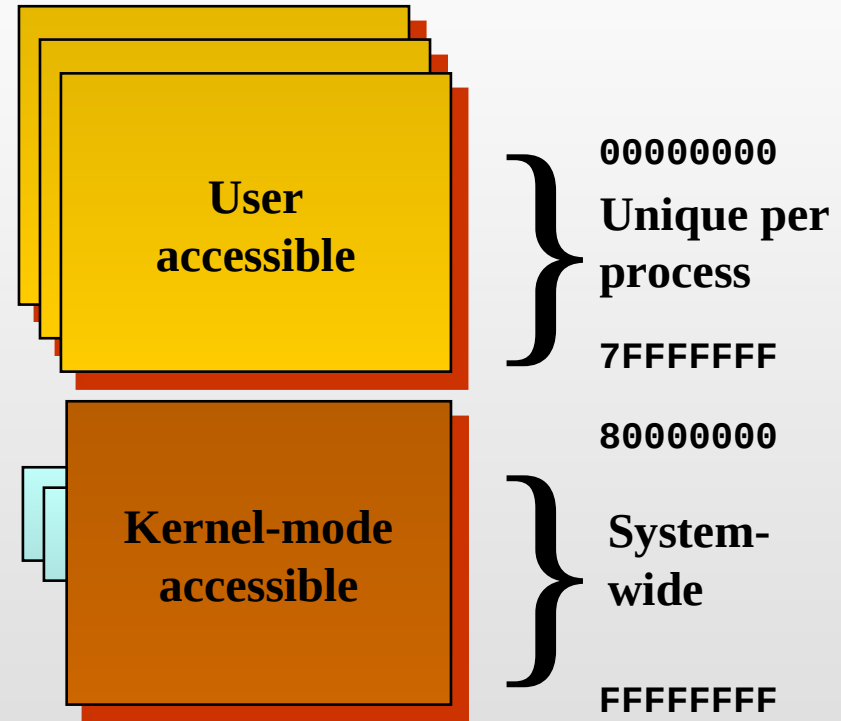 User
accessible
00000000
Unique per
process
7FFFFFFF
80000000
Kernel-mode
accessible
System-
wide
FFFFFFFF